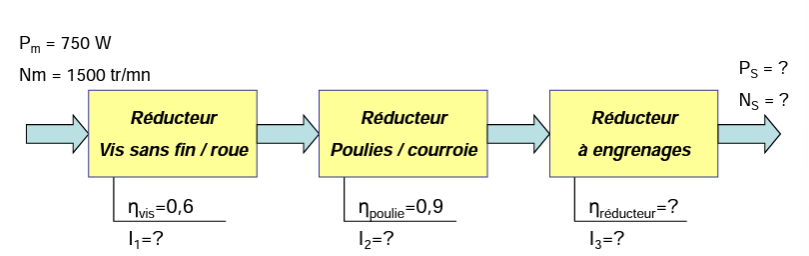 Pm = 750 W
Nm = 1500 tr/mn
PS = ?
NS = ?
Réducteur
Vis sans fin / roue
Réducteur
Poulies / courroie
Réducteur
à engrenages
ηvis=0,6
I1=?
ηpoulie=0,9
I2=?
ηréducteur=?
I3=?